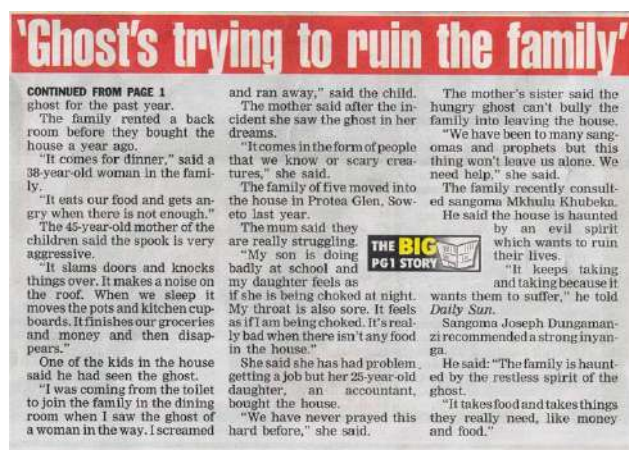 'Ghost's trying to ruin the family'
CONTINUED FROM PAGE 1
ghost for the past year.
The family rented a back
room before they bought the
house a year ago.
"It comes for dinner," said a
38-year-old woman in the fami-
ly.
"It eats our food and gets an-
gry when there is not enough."
The 45-year-old mother of the
children said the spook is very
aggressive.
"It slams doors and knocks
things over. It makes a noise on
the roof. When we sleep it
moves the pots and kitchen cup-
boards. It finishes our groceries
and money and then disap-
pears."
One of the kids in the house
said he had seen the ghost.
"I was coming from the toilet
to join the family in the dining
room when I saw the ghost of
a woman in the way. I screamed
and ran away," said the child.
The mother said after the in-
cident she saw the ghost in her
dreams.
"It comes in the form of people
that we know or scary crea-
tures," she said.
The family of five moved into
the house in Protea Glen, Sow-
eto last year.
The mum said they
are really struggling.
"My son is doing
badly at school and
my daughter feels as
if she is being choked at night.
My throat is also sore. It feels
as if I am being choked. It's real-
ly bad when there isn't any food
in the house."
She said she has had problem
getting a job but her 25-year-old
daughter, an accountant,
bought the house.
"We have never prayed this
hard before," she said.
THE BIG
PG1 STORY
The mother's sister said the
hungry ghost can't bully the
family into leaving the house.
"We have been to many sang-
omas and prophets but this
thing won't leave us alone. We
need help," she said.
The family recently consult-
ed sangoma Mkhulu Khubeka.
He said the house is haunted
by an evil spirit
which wants to ruin
their lives.
"It keeps taking
and taking because it
wants them to suffer," he told
Daily Sun.
Sangoma Joseph Dungaman-
zi recommended a strong inyan-
ga.
He said: "The family is haunt-
ed by the restless spirit of the
ghost.
"It takes food and takes things
they really need, like money
and food."